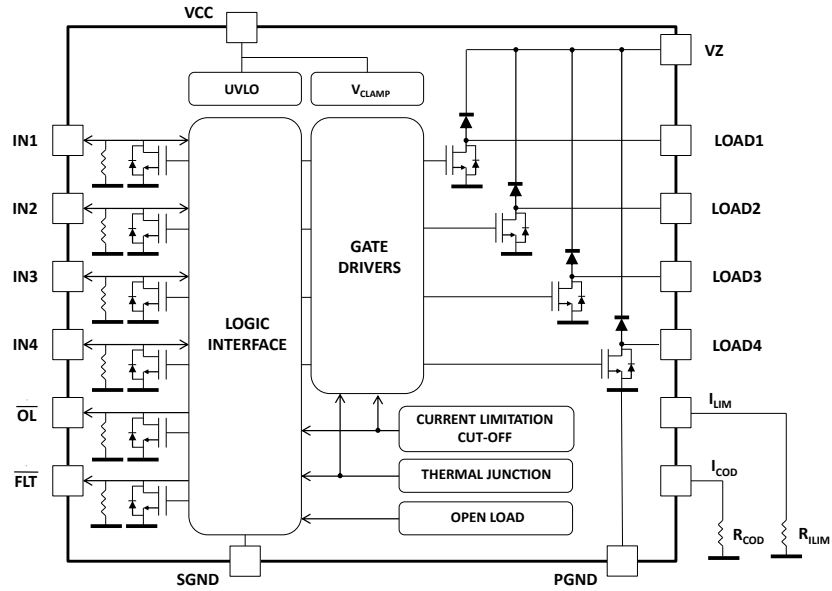 VCC
VZ
UVLO
VCLAMP
IN1
LOAD1
IN2
LOAD2
GATE
DRIVERS
IN3
LOAD3
LOGIC
INTERFACE
IN4
LOAD4
OL
CURRENT LIMITATION
CUT-OFF
ILIM
FLT
THERMAL JUNCTION
ICOD
OPEN LOAD
RCOD
RILIM
SGND
PGND